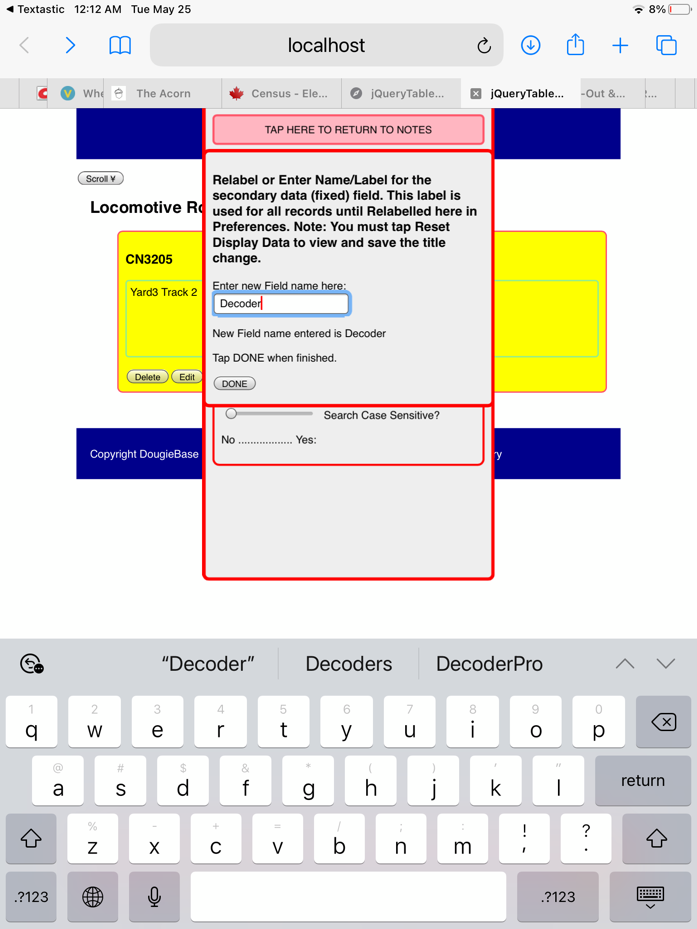 Textastic 12:12 AM Tue May 25 8%
localhost
Whe
The Acorn
Census - Ele...
jQueryTable...
jQueryTable...
-Out &...
TAP HERE TO RETURN TO NOTES
Scroll ¥
Locomotive Ro
Relabel or Enter Name/Label for the
secondary data (fixed) field. This label is
used for all records until Relabelled here in
Preferences. Note: You must tap Reset
Display Data to view and save the title
change.
CN3205
Yard3 Track 2
Enter new Field name here:
Decoder
New Field name entered is Decoder
Tap DONE when finished.
Delete Edit
DONE
Search Case Sensitive?
No .................. Yes:
Copyright DougieBase
ry
“Decoder” Decoders DecoderPro
1 2 3 4 5 6 7 8 9 0
q w e r t y u i o p
@ # $ & * ( ) ' "
a s d f g h j k l return
% - + = / ; :
z x c v b n m ! , ? .
.?123 .?123